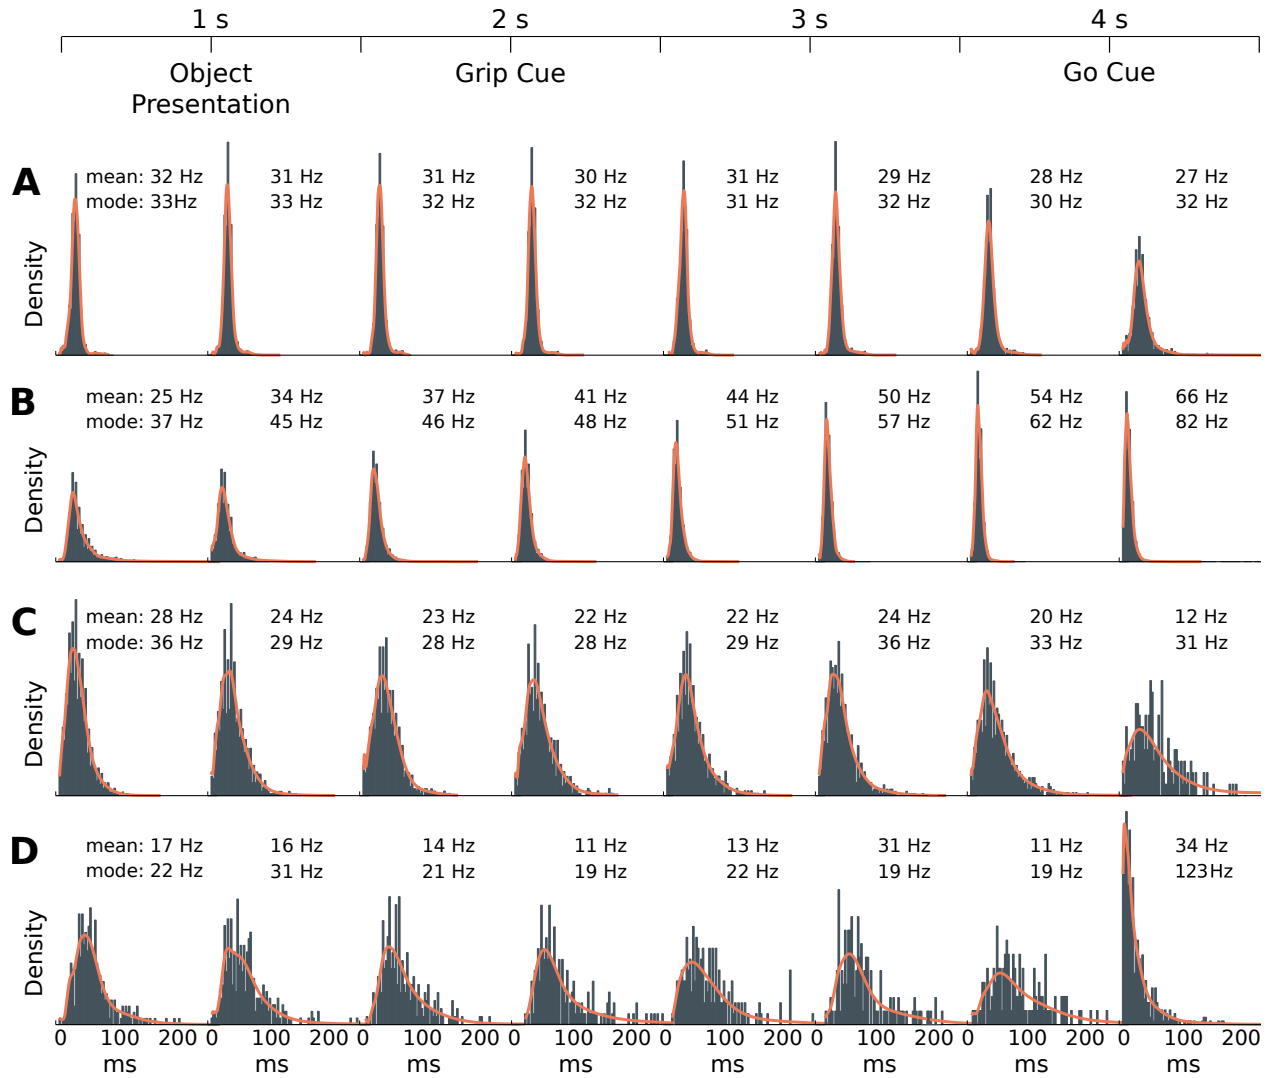 1 s 2 s 3 s 4 s
Object Grip Cue Go Cue
Presentation
A mean: 32 Hz 31 Hz 31 Hz 30 Hz 31 Hz 29 Hz 28 Hz 27 Hz
mode: 33Hz 33 Hz 32 Hz 32 Hz 31 Hz 32 Hz 30 Hz 32 Hz
Density
B mean: 25 Hz 34 Hz 37 Hz 41 Hz 44 Hz 50 Hz 54 Hz 66 Hz
mode: 37 Hz 45 Hz 46 Hz 48 Hz 51 Hz 57 Hz 62 Hz 82 Hz
Density
C mean: 28 Hz 24 Hz 23 Hz 22 Hz 22 Hz 24 Hz 20 Hz 12 Hz
mode: 36 Hz 29 Hz 28 Hz 28 Hz 29 Hz 36 Hz 33 Hz 31 Hz
Density
D mean: 17 Hz 16 Hz 14 Hz 11 Hz 13 Hz 31 Hz 11 Hz 34 Hz
mode: 22 Hz 31 Hz 21 Hz 19 Hz 22 Hz 19 Hz 19 Hz 123Hz
Density
0 100 200 0 100 200 0 100 200 0 100 200 0 100 200 0 100 200 0 100 200 0 100 200
ms ms ms ms ms ms ms ms